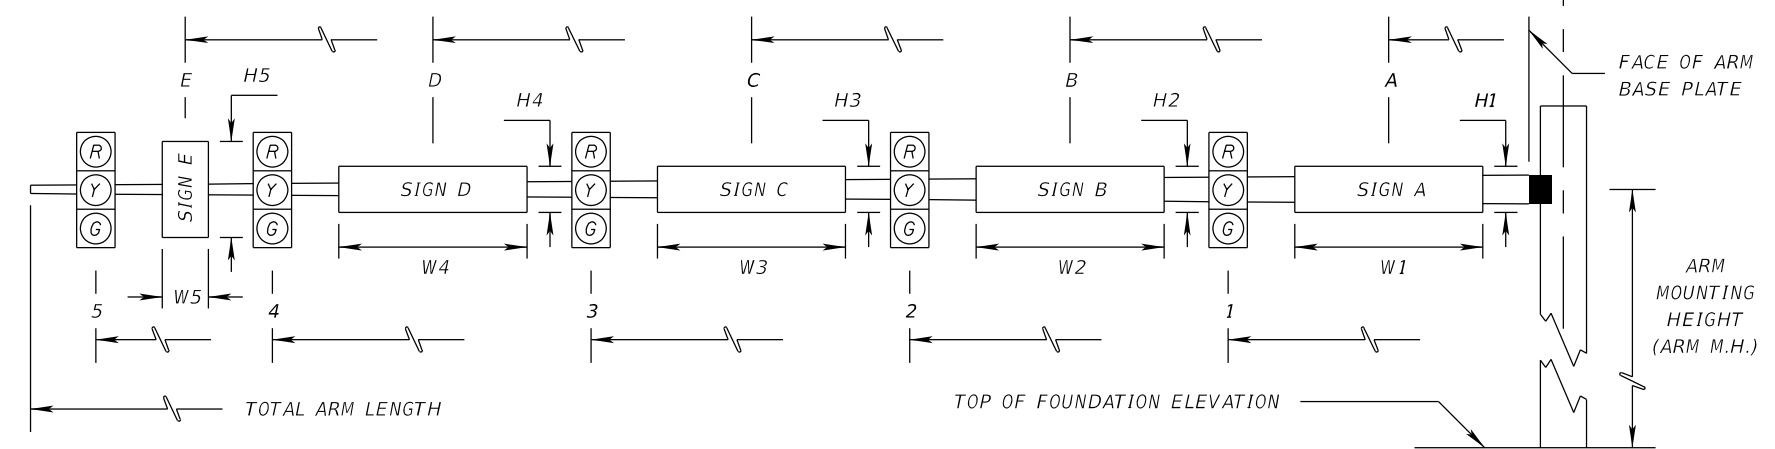 E
D
C
B
A
H5
H4
H3
H2
H1
FACE OF ARM
BASE PLATE
R
Y
G
SIGN E
R
Y
G
SIGN D
R
Y
G
SIGN C
R
Y
G
SIGN B
R
Y
G
SIGN A
W5
W4
W3
W2
W1
5
4
3
2
1
ARM
MOUNTING
HEIGHT
(ARM M.H.)
TOTAL ARM LENGTH
TOP OF FOUNDATION ELEVATION